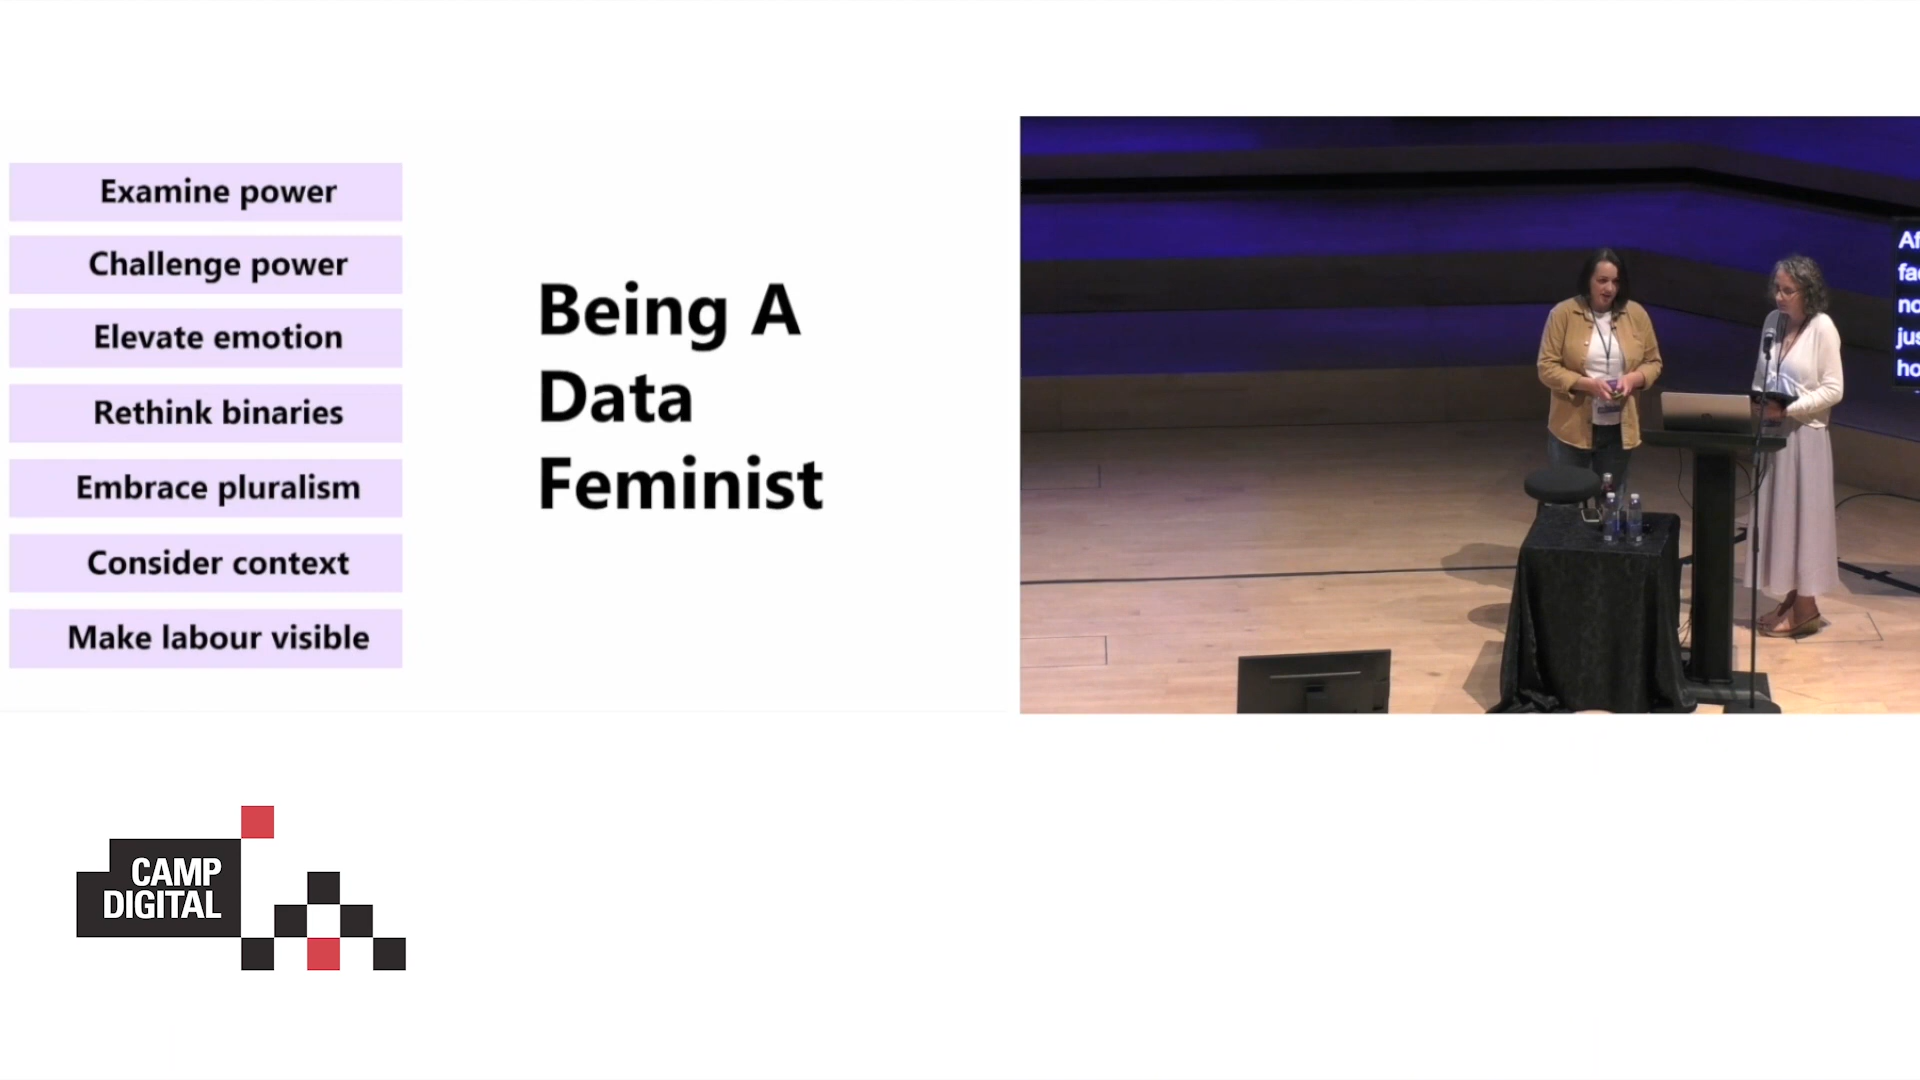 Examine power
Challenge power
Elevate emotion
Rethink binaries
Embrace pluralism
Consider context
Make labour visible
Being A
Data
Feminist
CAMP
DIGITAL